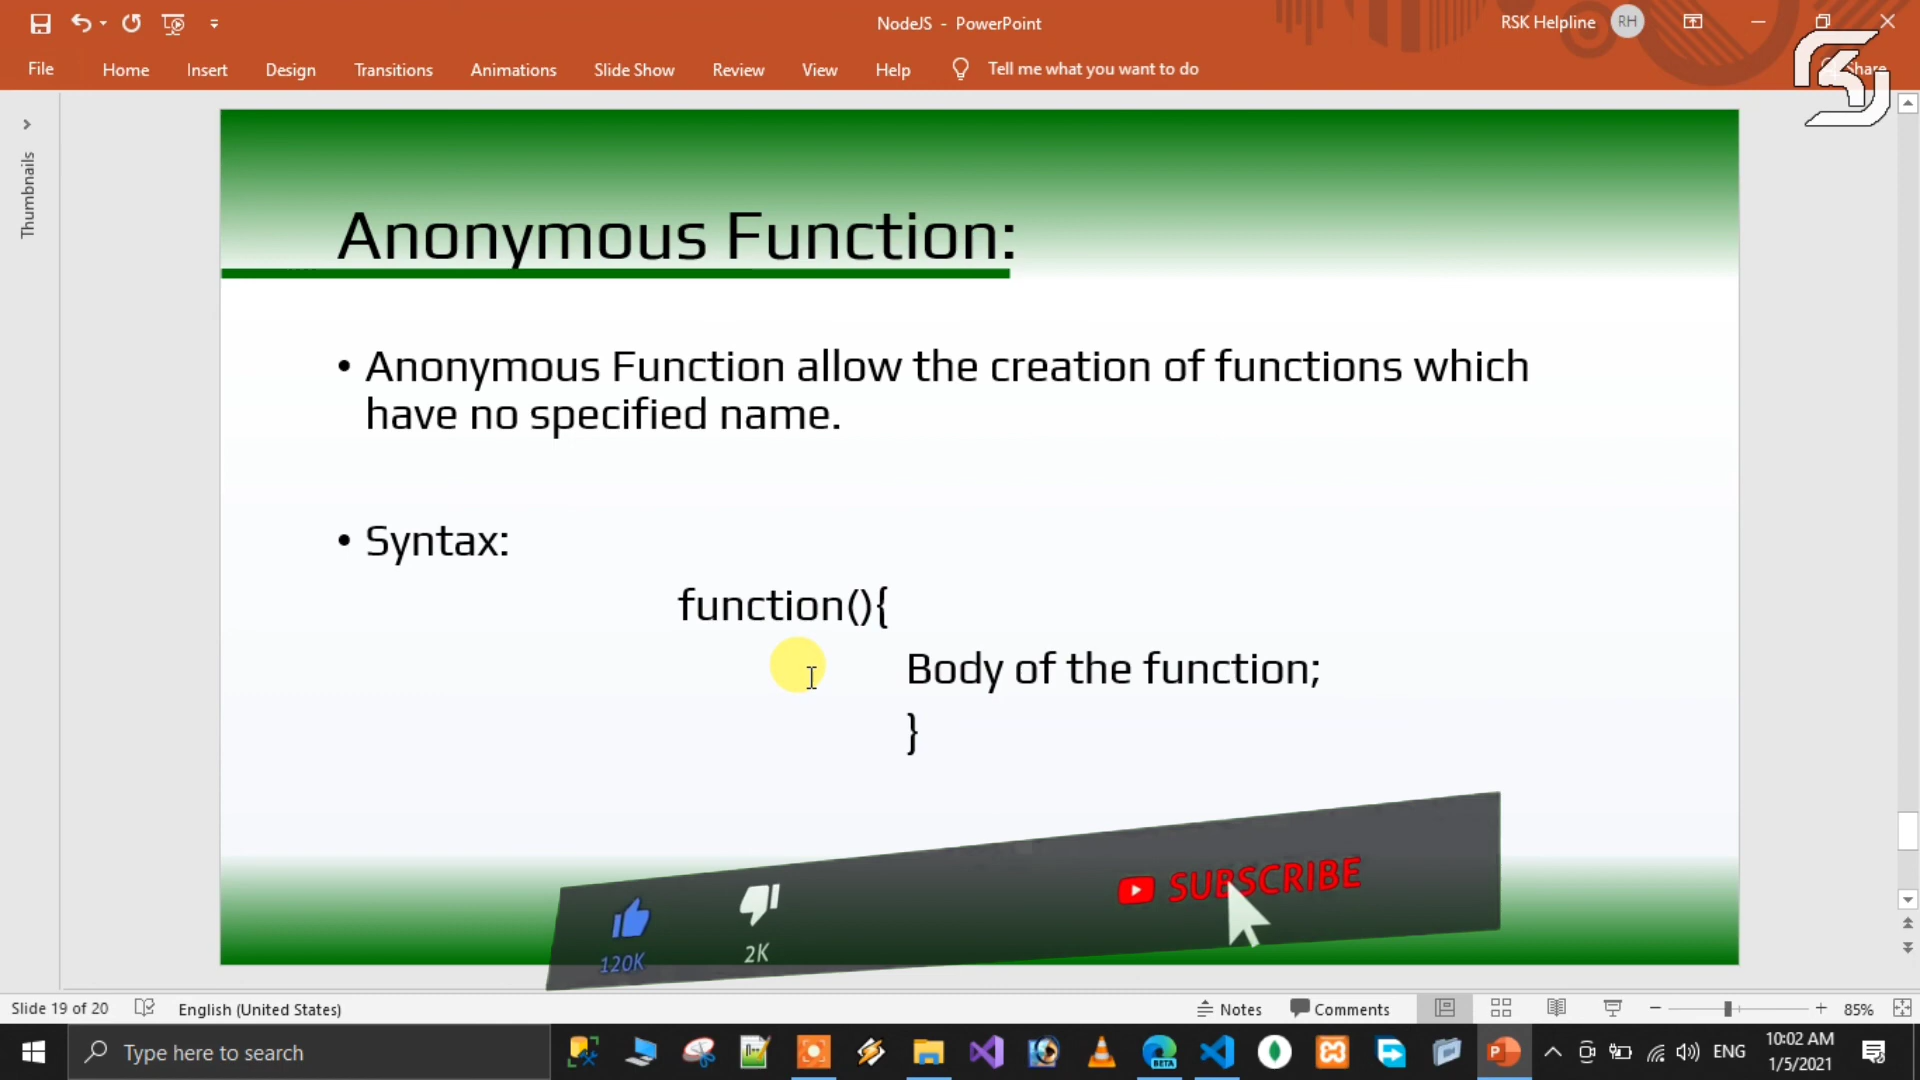 NodeJS - PowerPoint
RSK Helpline
RH
File
Home
Insert
Design
Transitions
Animations
Slide Show
Review
View
Help
Tell me what you want to do
Share
Thumbnails
Anonymous Function:
• Anonymous Function allow the creation of functions which
have no specified name.
• Syntax:
function(){
Body of the function;
}
120K
2K
SUBSCRIBE
Slide 19 of 20
English (United States)
Notes
Comments
85%
Type here to search
BETA
ENG
10:02 AM
1/5/2021